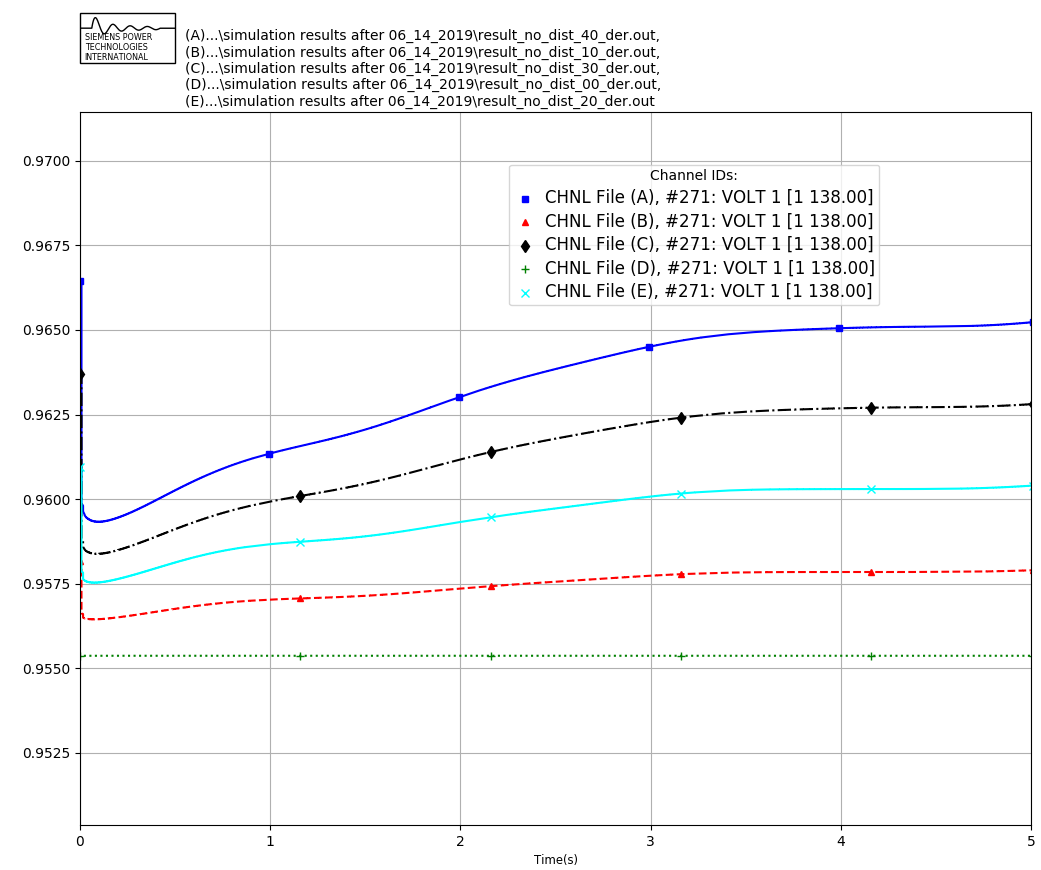 SIEMENS POWER
TECHNOLOGIES
INTERNATIONAL
(A)...\simulation results after 06_14_2019\result_no_dist_40_der.out,
(B)...\simulation results after 06_14_2019\result_no_dist_10_der.out,
(C)...\simulation results after 06_14_2019\result_no_dist_30_der.out,
(D)...\simulation results after 06_14_2019\result_no_dist_00_der.out,
(E)...\simulation results after 06_14_2019\result_no_dist_20_der.out
Channel IDs:
CHNL File (A), #271: VOLT 1 [1 138.00]
CHNL File (B), #271: VOLT 1 [1 138.00]
CHNL File (C), #271: VOLT 1 [1 138.00]
CHNL File (D), #271: VOLT 1 [1 138.00]
CHNL File (E), #271: VOLT 1 [1 138.00]
0.9700
0.9675
0.9650
0.9625
0.9600
0.9575
0.9550
0.9525
0 1 2 3 4 5
Time(s)